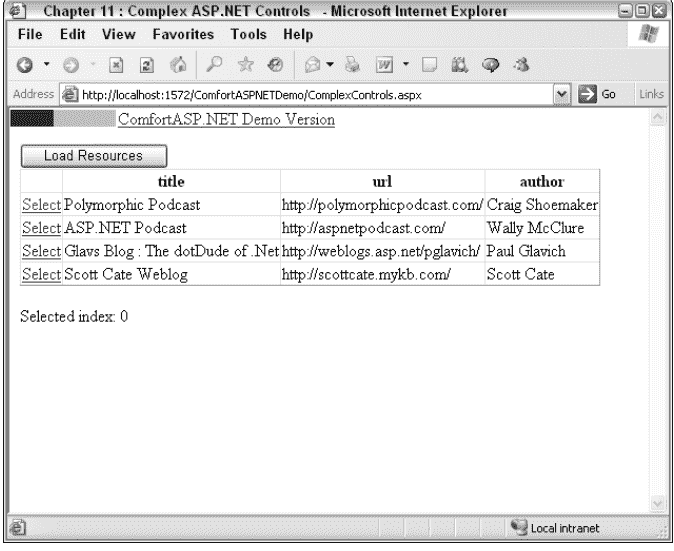 Chapter 11 : Complex ASP.NET Controls - Microsoft Internet Explorer
File Edit View Favorites Tools Help
Address http://localhost:1572/ComfortASPNETDemo/ComplexControls.aspx Go Links
ComfortASP.NET Demo Version
Load Resources
title url author
Select Polymorphic Podcast http://polymorphicpodcast.com/ Craig Shoemaker
Select ASP.NET Podcast http://aspnetpodcast.com/ Wally McClure
Select Glavs Blog : The dotDude of .Net http://weblogs.asp.net/pglavich/ Paul Glavich
Select Scott Cate Weblog http://scottcate.mykb.com/ Scott Cate
Selected index: 0
Local intranet